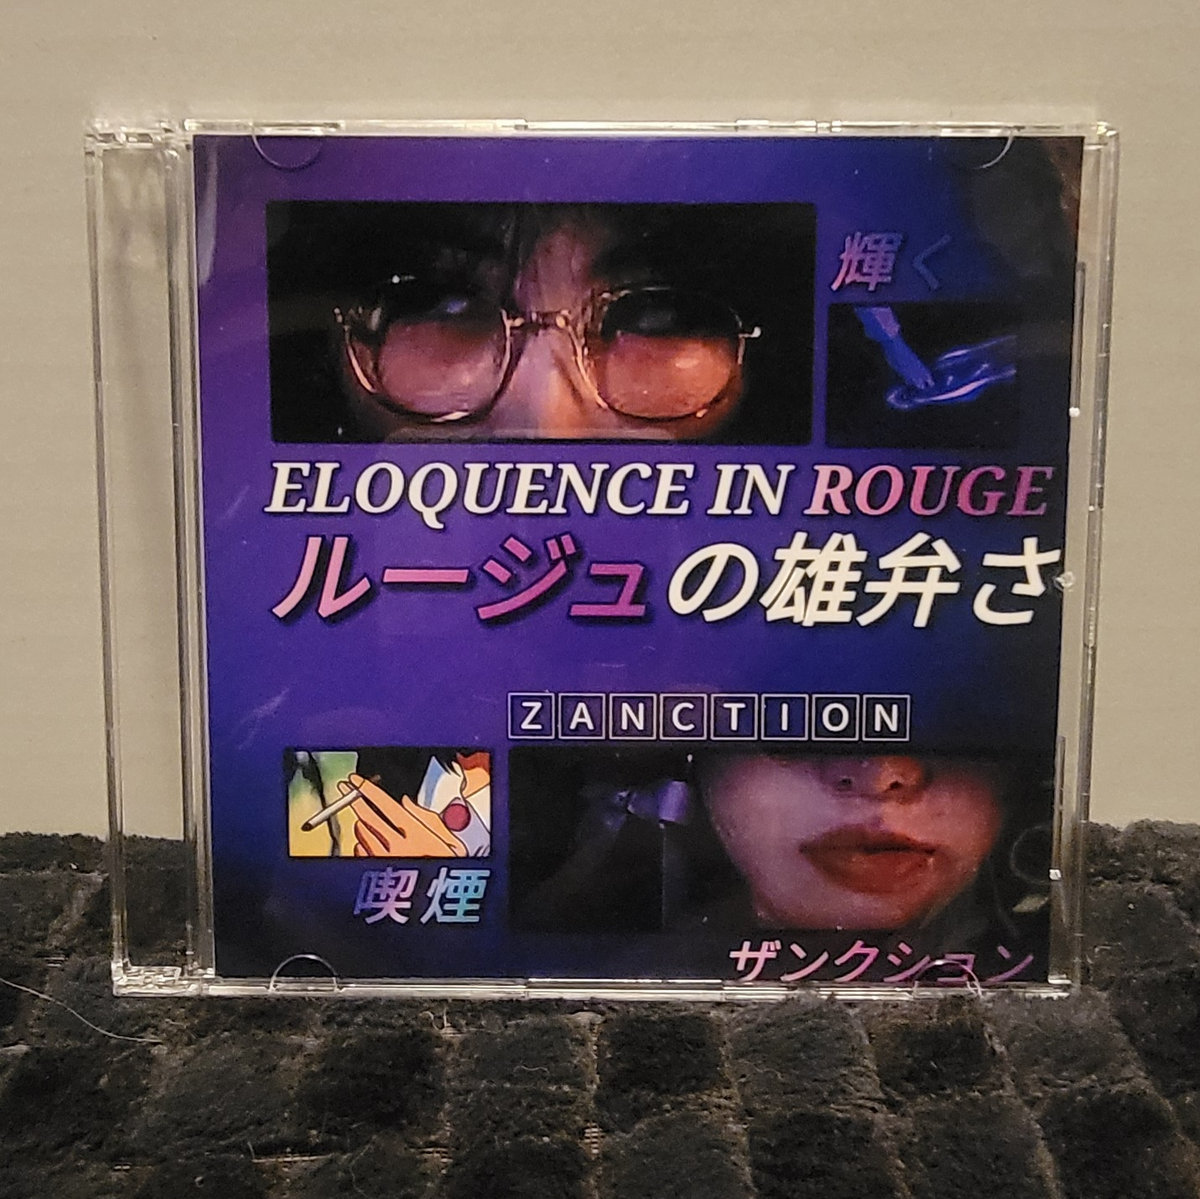 輝く
ELOQUENCE IN ROUGE
ルージュの雄弁さ
ZANCTION
喫煙
ザンクション